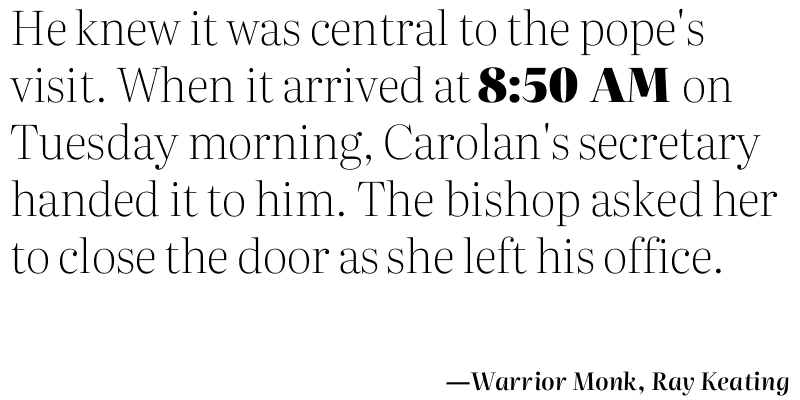 He knew it was central to the pope's
visit. When it arrived at 8:50 AM on
Tuesday morning, Carolan's secretary
handed it to him. The bishop asked her
to close the door as she left his office.
—Warrior Monk, Ray Keating